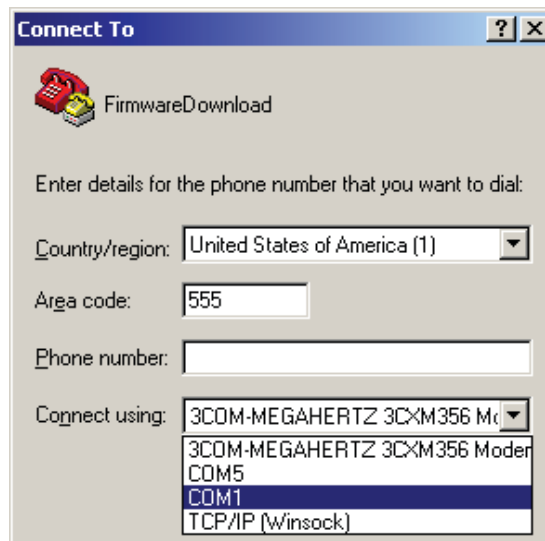 Connect To
FirmwareDownload
Enter details for the phone number that you want to dial:
Country/region: United States of America (1)
Area code: 555
Phone number:
Connect using: 3COM-MEGAHERTZ 3CXM356 Mo
3COM-MEGAHERTZ 3CXM356 Moder
COM5
COM1
TCP/IP (Winsock)